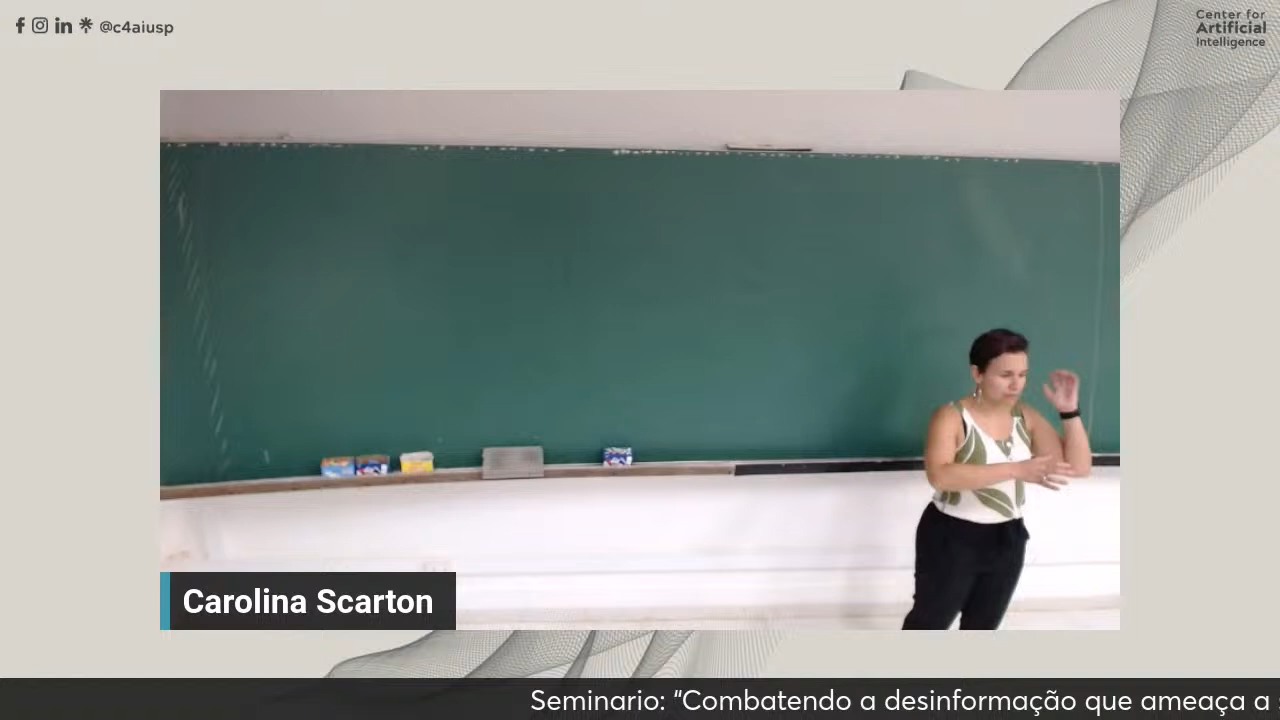 @c4aiusp
Center for
Artificial
Intelligence
Carolina Scarton
Seminario: “Combatendo a desinformação que ameaça a